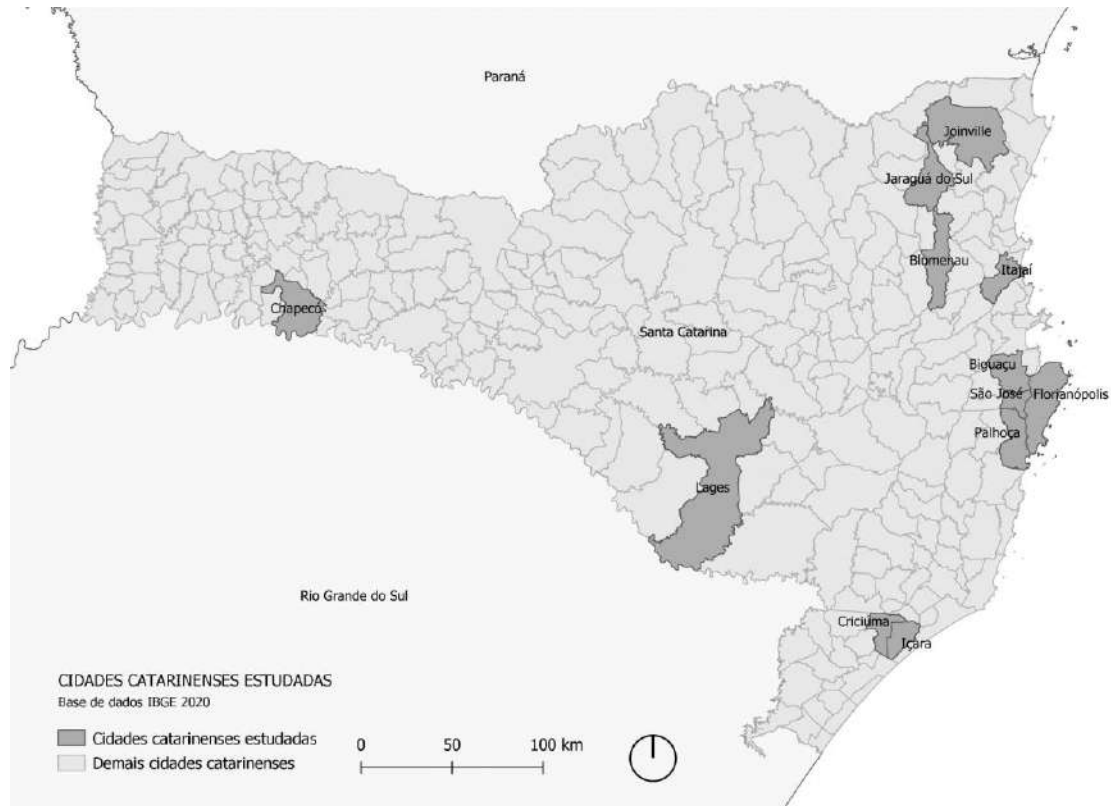 Paraná
Joinville
Jaraguá do Sul
Blomenau
Itajaí
Chapecó
Santa Catarina
Biguaçu
São José
Florianópolis
Palhoça
Lages
Rio Grande do Sul
Criciuma
Içara
CIDADES CATARINENSES ESTUDADAS
Base de dados IBGE 2020
Cidades catarinenses estudadas
Demais cidades catarinenses
0 50 100 km